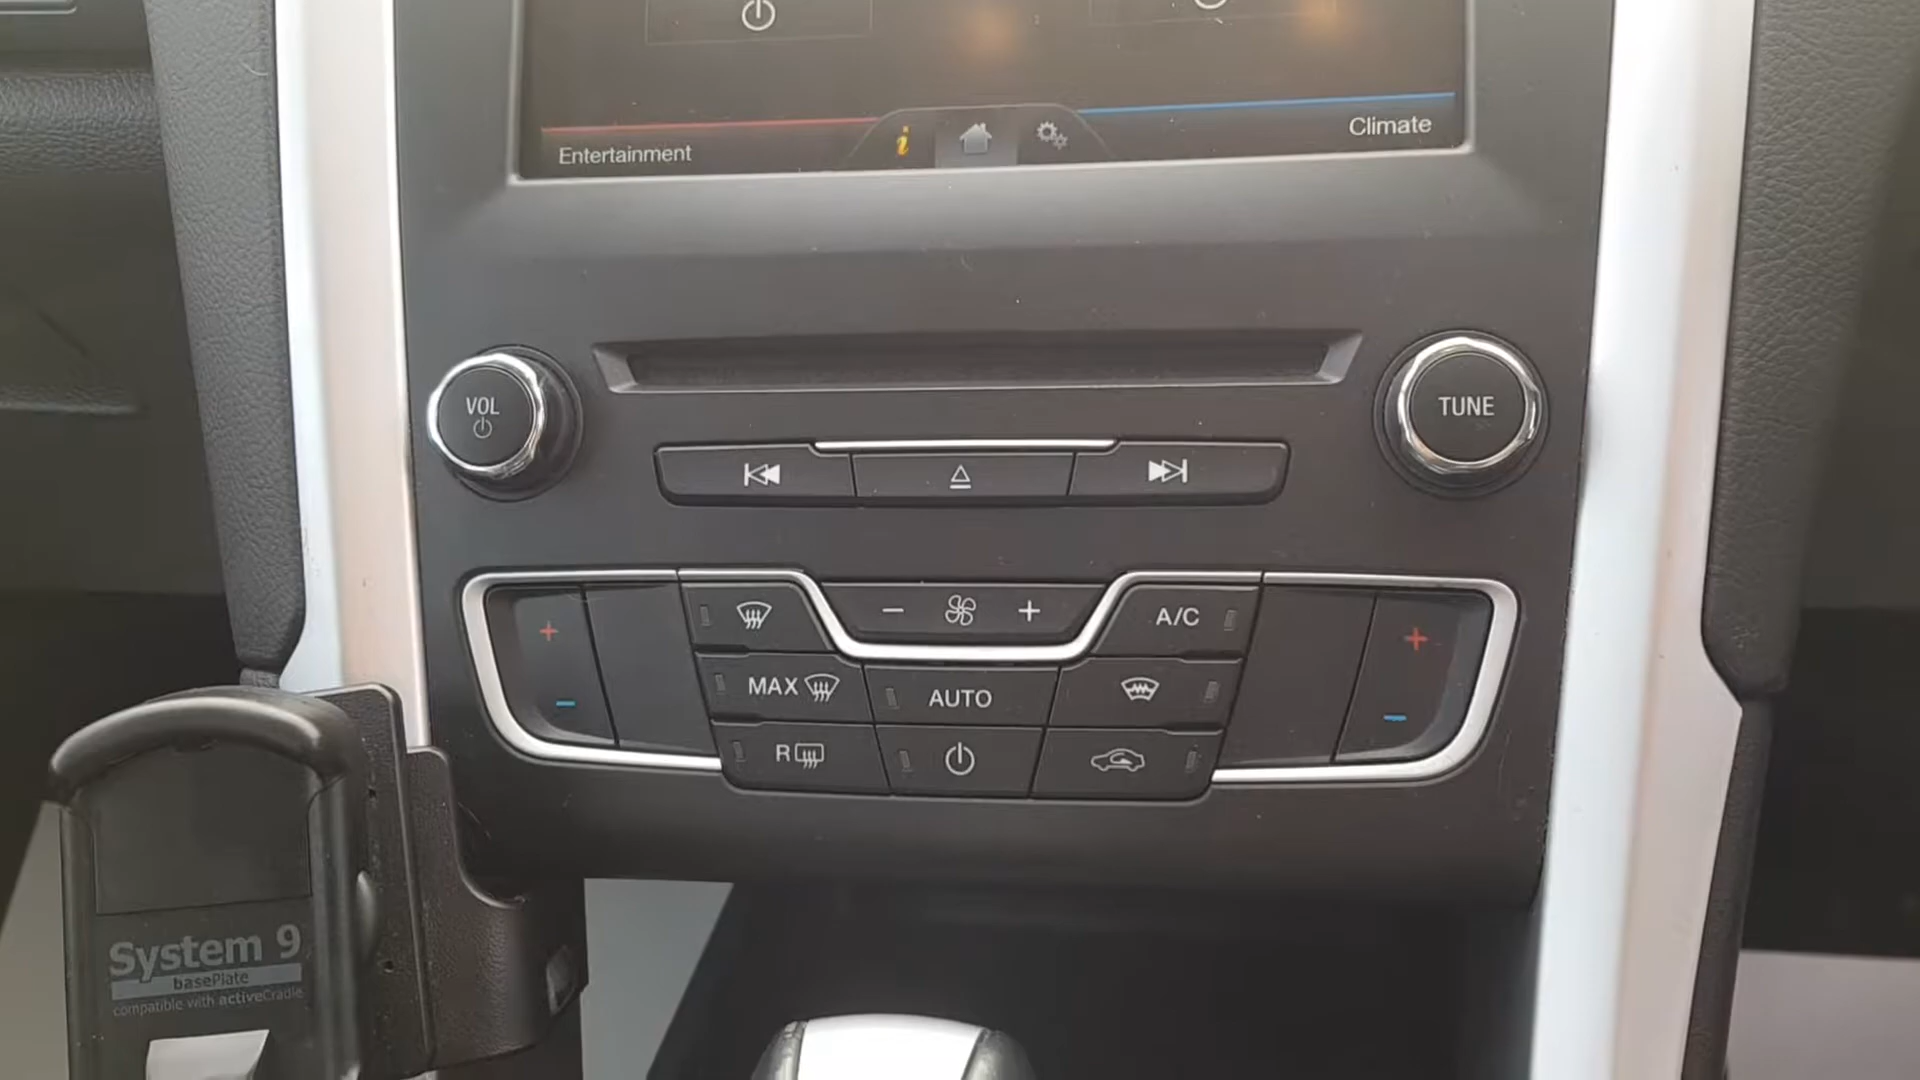 Climate
Entertainment
VOL
TUNE
A/C
MAX
AUTO
R
System 9
basePlate
compatible with activeCradle